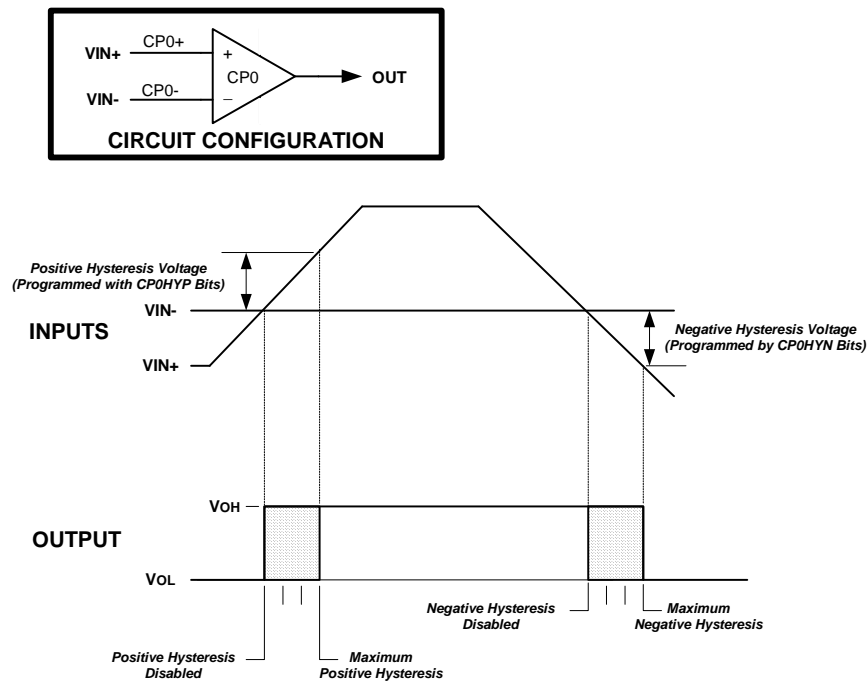 VIN+
CP0+
+
CP0
OUT
VIN-
CP0-
−
CIRCUIT CONFIGURATION
Positive Hysteresis Voltage
(Programmed with CP0HYP Bits)
VIN-
INPUTS
VIN+
Negative Hysteresis Voltage
(Programmed by CP0HYN Bits)
VOH
OUTPUT
VOL
Negative Hysteresis
Disabled
Maximum
Negative Hysteresis
Positive Hysteresis
Disabled
Maximum
Positive Hysteresis